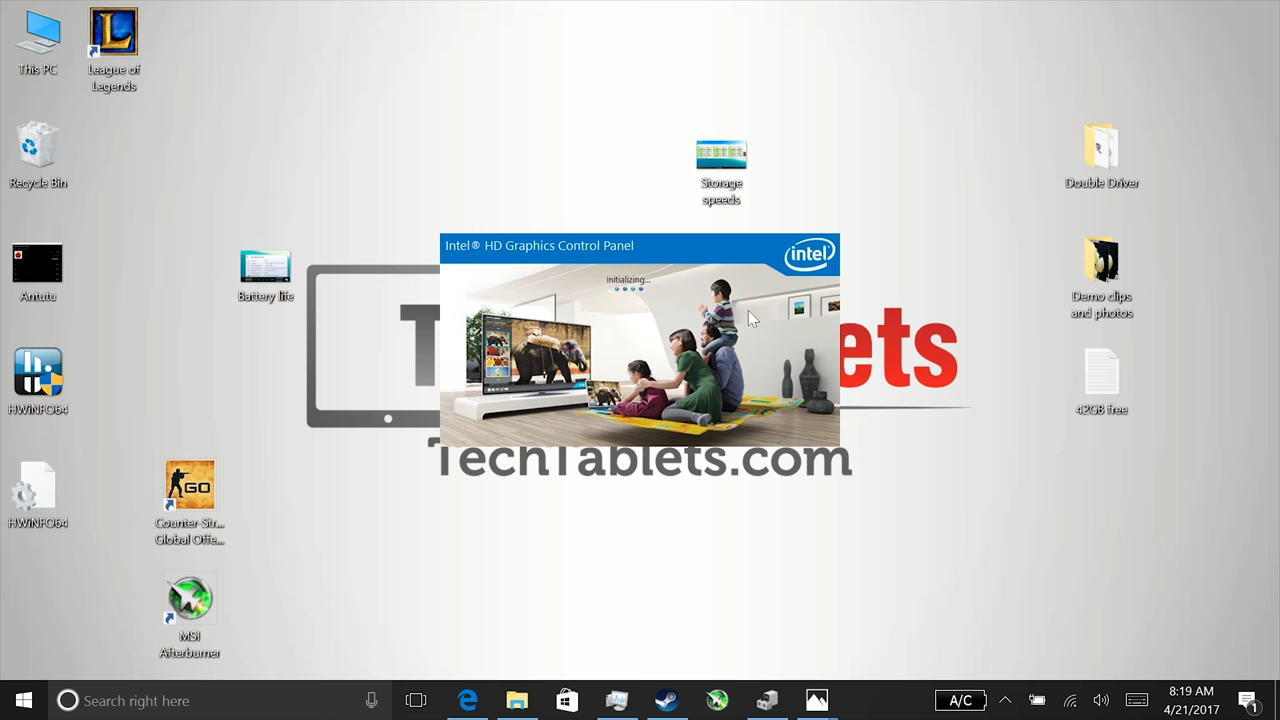 This PC
League of
Legends
Recycle Bin
Storage
speeds
Double Driver
Intel® HD Graphics Control Panel
intel
Initializing...
Antutu
Battery life
Demo clips
and photos
T
ets
HWiNFO64
42GB free
TechTablets.com
GO
HWiNFO64
Counter-Str...
Global Offe...
MSI
Afterburner
Search right here
A/C
8:19 AM
4/21/2017
1